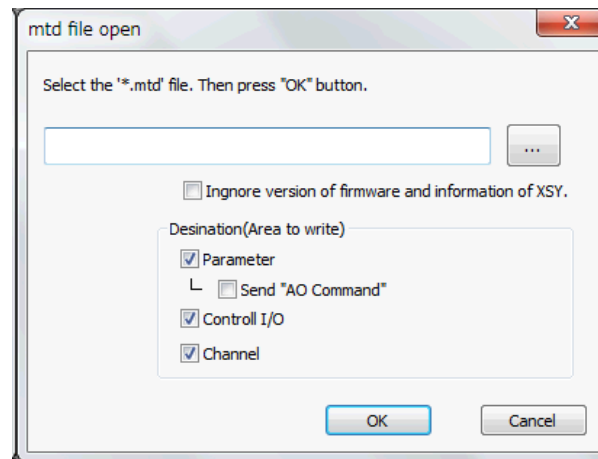 mtd file open
Select the '*.mtd' file. Then press "OK" button.
...
Ingnore version of firmware and information of XSY.
Desination(Area to write)
Parameter
Send "AO Command"
Controll I/O
Channel
OK Cancel